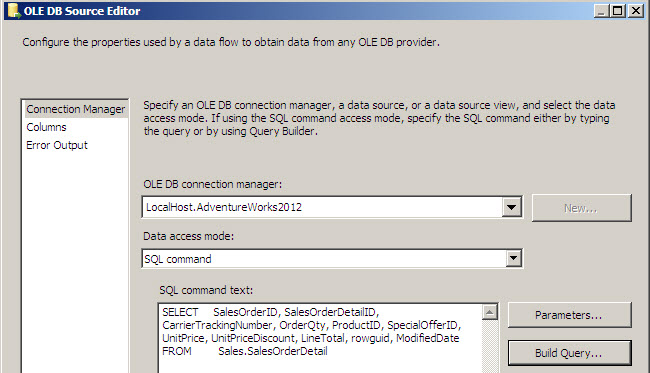 OLE DB Source Editor
Configure the properties used by a data flow to obtain data from any OLE DB provider.
Connection Manager
Columns
Error Output
Specify an OLE DB connection manager, a data source, or a data source view, and select the data
access mode. If using the SQL command access mode, specify the SQL command either by typing
the query or by using Query Builder.
OLE DB connection manager:
LocalHost.AdventureWorks2012
New...
Data access mode:
SQL command
SQL command text:
SELECT SalesOrderID, SalesOrderDetailID,
CarrierTrackingNumber, OrderQty, ProductID, SpecialOfferID,
UnitPrice, UnitPriceDiscount, LineTotal, rowguid, ModifiedDate
FROM Sales.SalesOrderDetail
Parameters...
Build Query...